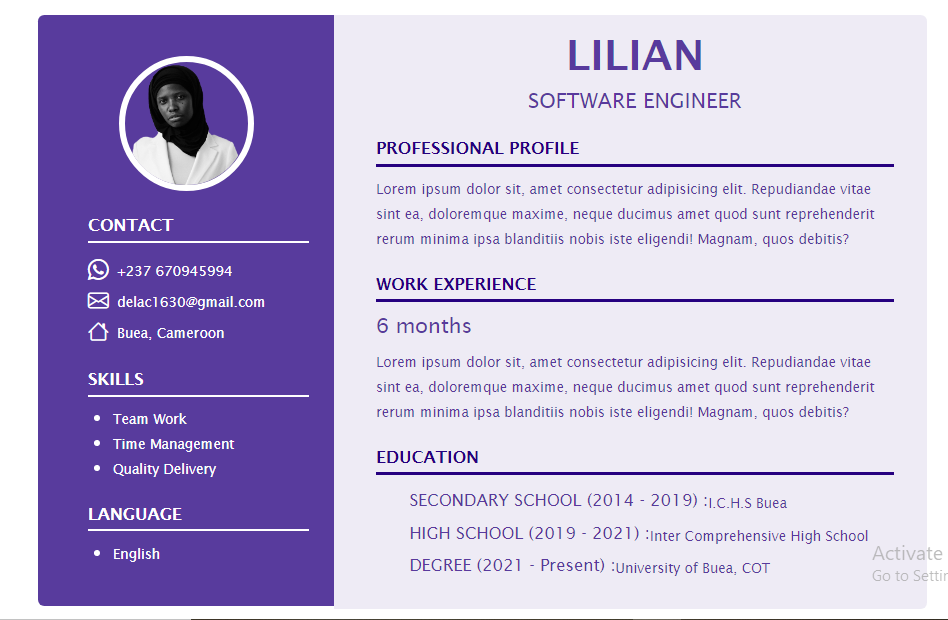 CONTACT
+237 670945994
delac1630@gmail.com
Buea, Cameroon
SKILLS
Team Work
Time Management
Quality Delivery
LANGUAGE
English
LILIAN
SOFTWARE ENGINEER
PROFESSIONAL PROFILE
Lorem ipsum dolor sit, amet consectetur adipisicing elit. Repudiandae vitae
sint ea, doloremque maxime, neque ducimus amet quod sunt reprehenderit
rerum minima ipsa blanditiis nobis iste eligendi! Magnam, quos debitis?
WORK EXPERIENCE
6 months
Lorem ipsum dolor sit, amet consectetur adipisicing elit. Repudiandae vitae
sint ea, doloremque maxime, neque ducimus amet quod sunt reprehenderit
rerum minima ipsa blanditiis nobis iste eligendi! Magnam, quos debitis?
EDUCATION
SECONDARY SCHOOL (2014 - 2019) :I.C.H.S Buea
HIGH SCHOOL (2019 - 2021) :Inter Comprehensive High School
DEGREE (2021 - Present) :University of Buea, COT
Activate
Go to Settin